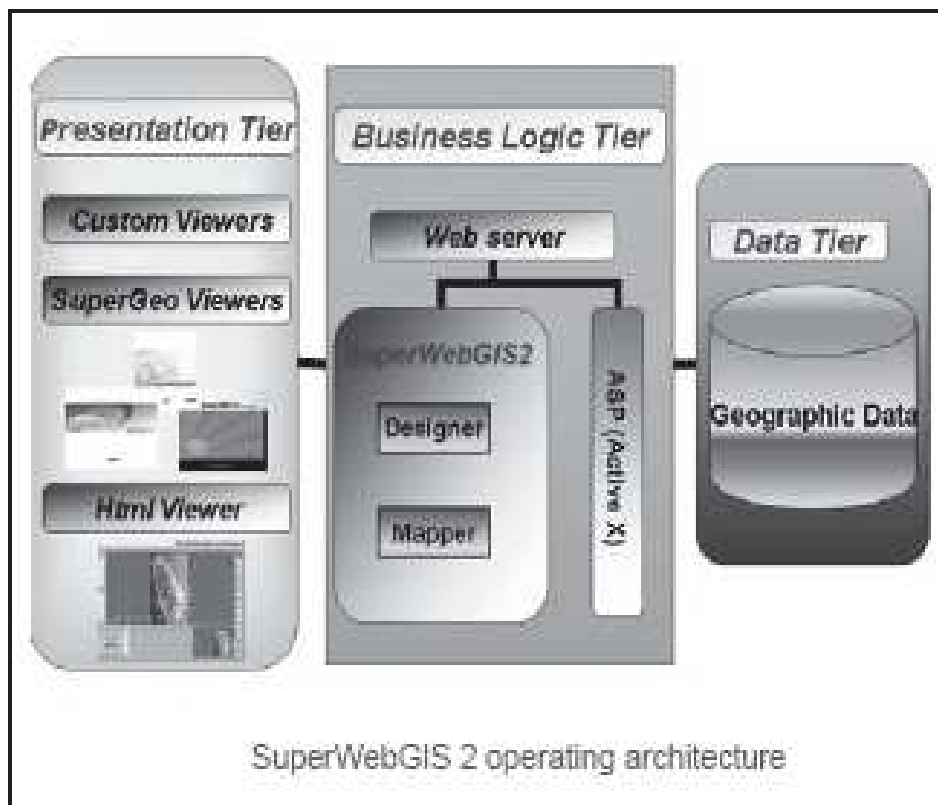 Presentation Tier
Custom Viewers
SuperGeo Viewers
Html Viewer
Business Logic Tier
Web server
SuperWebGIS2
Designer
Mapper
ASP (Active X)
Data Tier
Geographic Data
SuperWebGIS 2 operating architecture